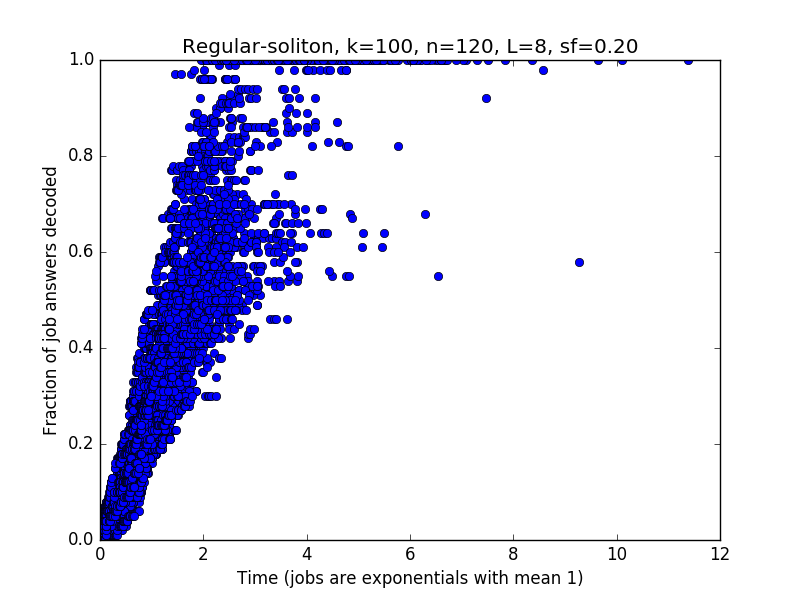 Regular-soliton, k=100, n=120, L=8, sf=0.20
1.0
0.8
0.6
0.4
0.2
0.0
Fraction of job answers decoded
0 2 4 6 8 10 12
Time (jobs are exponentials with mean 1)